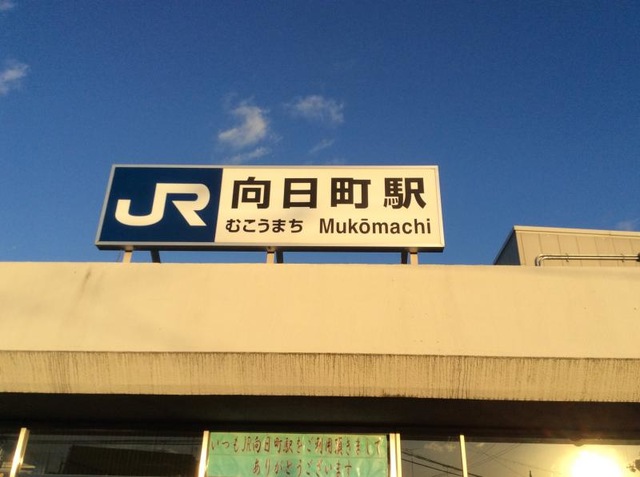 JR 向日町駅
むこうまち Mukōmachi
いつもJR向日町駅をご利用頂きまして
ありがとうございます